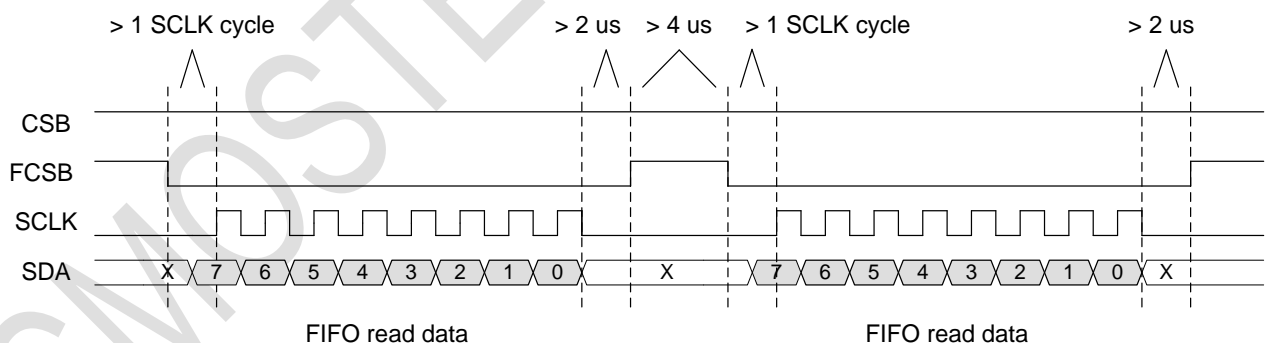 > 1 SCLK cycle > 2 us > 4 us > 1 SCLK cycle > 2 us
CSB
FCSB
SCLK
SDA X 7 6 5 4 3 2 1 0 X 7 6 5 4 3 2 1 0 X
FIFO read data FIFO read data